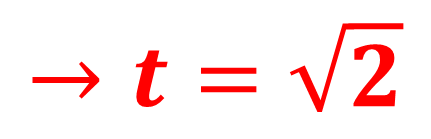 → t = √2